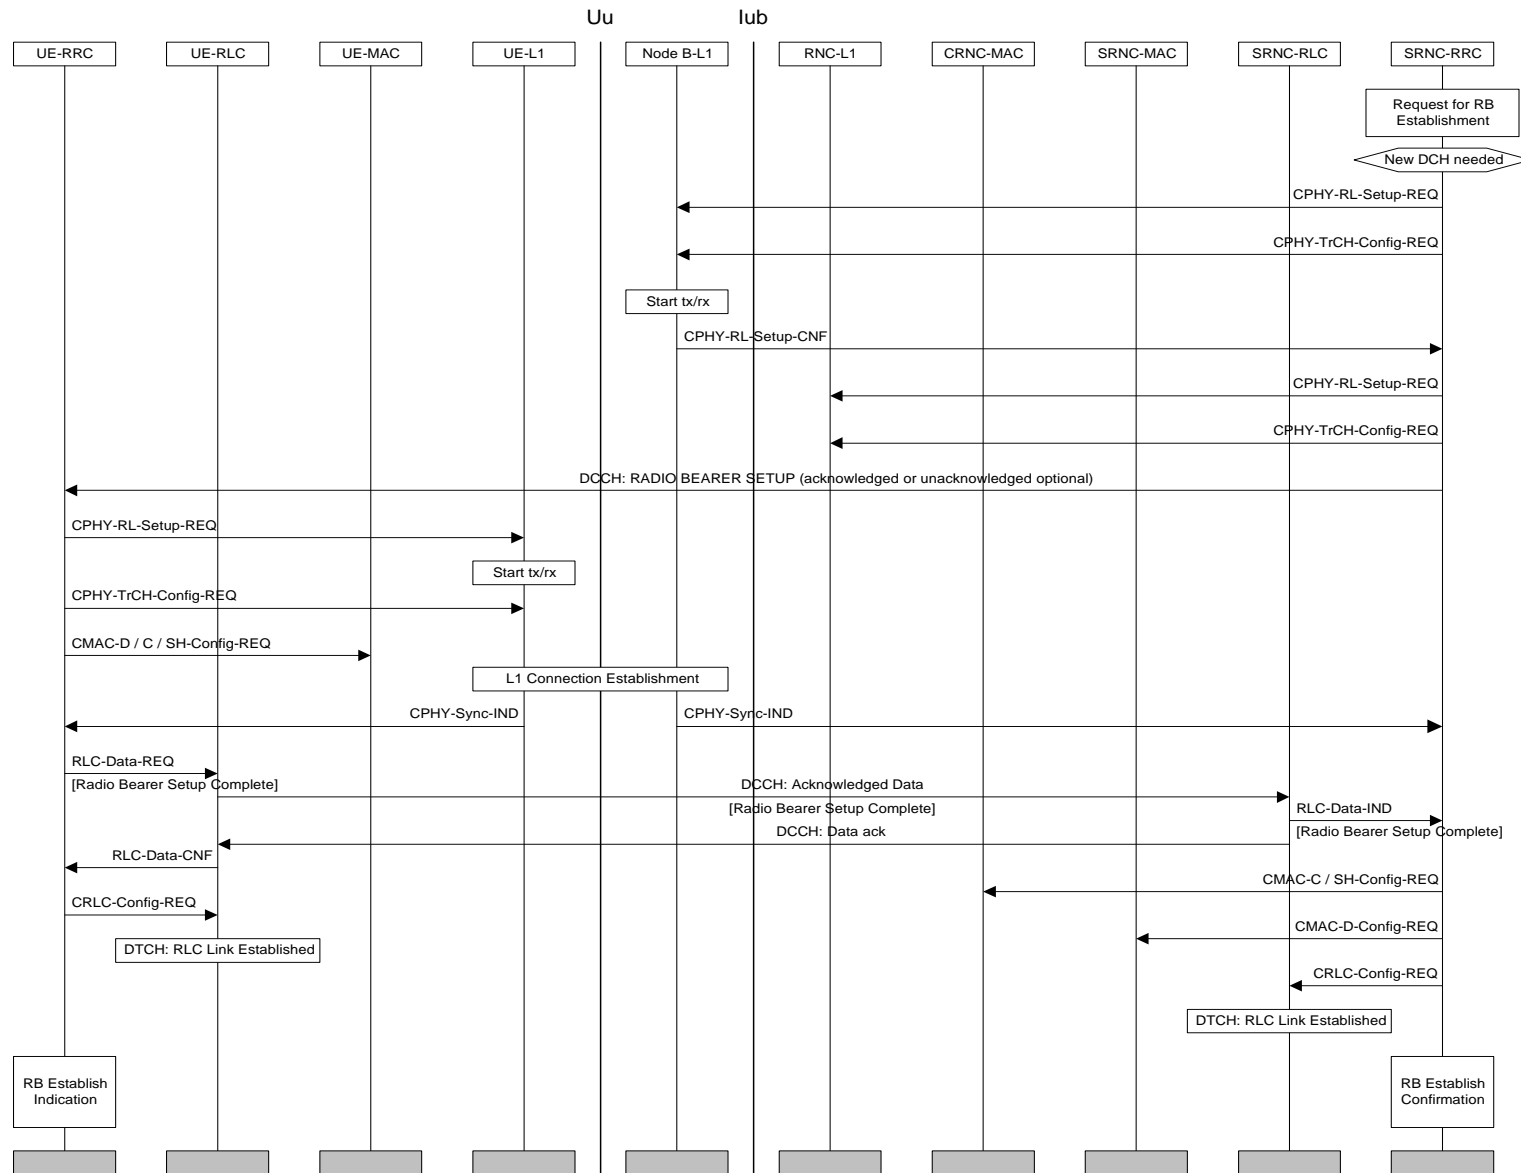 Uu
Iub
UE-RRC
UE-RLC
UE-MAC
UE-L1
Node B-L1
RNC-L1
CRNC-MAC
SRNC-MAC
SRNC-RLC
SRNC-RRC
Request for RB
Establishment
New DCH needed
CPHY-RL-Setup-REQ
CPHY-TrCH-Config-REQ
Start tx/rx
CPHY-RL-Setup-CNF
CPHY-RL-Setup-REQ
CPHY-TrCH-Config-REQ
DCCH: RADIO BEARER SETUP (acknowledged or unacknowledged optional)
CPHY-RL-Setup-REQ
Start tx/rx
CPHY-TrCH-Config-REQ
CMAC-D / C / SH-Config-REQ
L1 Connection Establishment
CPHY-Sync-IND
CPHY-Sync-IND
RLC-Data-REQ
[Radio Bearer Setup Complete]
DCCH: Acknowledged Data
[Radio Bearer Setup Complete]
RLC-Data-IND
[Radio Bearer Setup Complete]
DCCH: Data ack
RLC-Data-CNF
CMAC-C / SH-Config-REQ
CRLC-Config-REQ
CMAC-D-Config-REQ
DTCH: RLC Link Established
CRLC-Config-REQ
DTCH: RLC Link Established
RB Establish
Indication
RB Establish
Confirmation